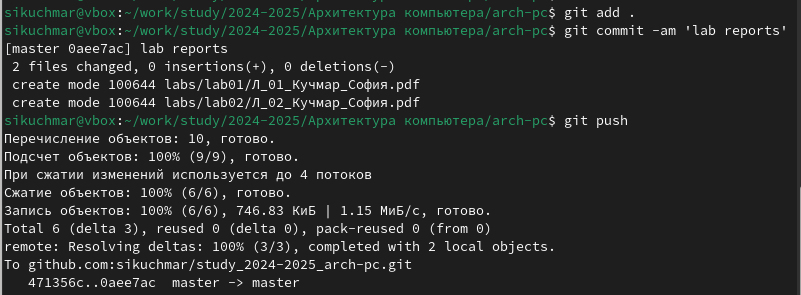 sikuchmar@vbox:~/work/study/2024-2025/Архитектура компьютера/arch-pc$ git add .
sikuchmar@vbox:~/work/study/2024-2025/Архитектура компьютера/arch-pc$ git commit -am 'lab reports'
[master 0aee7ac] lab reports
 2 files changed, 0 insertions(+), 0 deletions(-)
 create mode 100644 labs/lab01/Л_01_Кучмар_София.pdf
 create mode 100644 labs/lab02/Л_02_Кучмар_София.pdf
sikuchmar@vbox:~/work/study/2024-2025/Архитектура компьютера/arch-pc$ git push
Перечисление объектов: 10, готово.
Подсчет объектов: 100% (9/9), готово.
При сжатии изменений используется до 4 потоков
Сжатие объектов: 100% (6/6), готово.
Запись объектов: 100% (6/6), 746.83 КиБ | 1.15 МиБ/с, готово.
Total 6 (delta 3), reused 0 (delta 0), pack-reused 0 (from 0)
remote: Resolving deltas: 100% (3/3), completed with 2 local objects.
To github.com:sikuchmar/study_2024-2025_arch-pc.git
   471356c..0aee7ac  master -> master